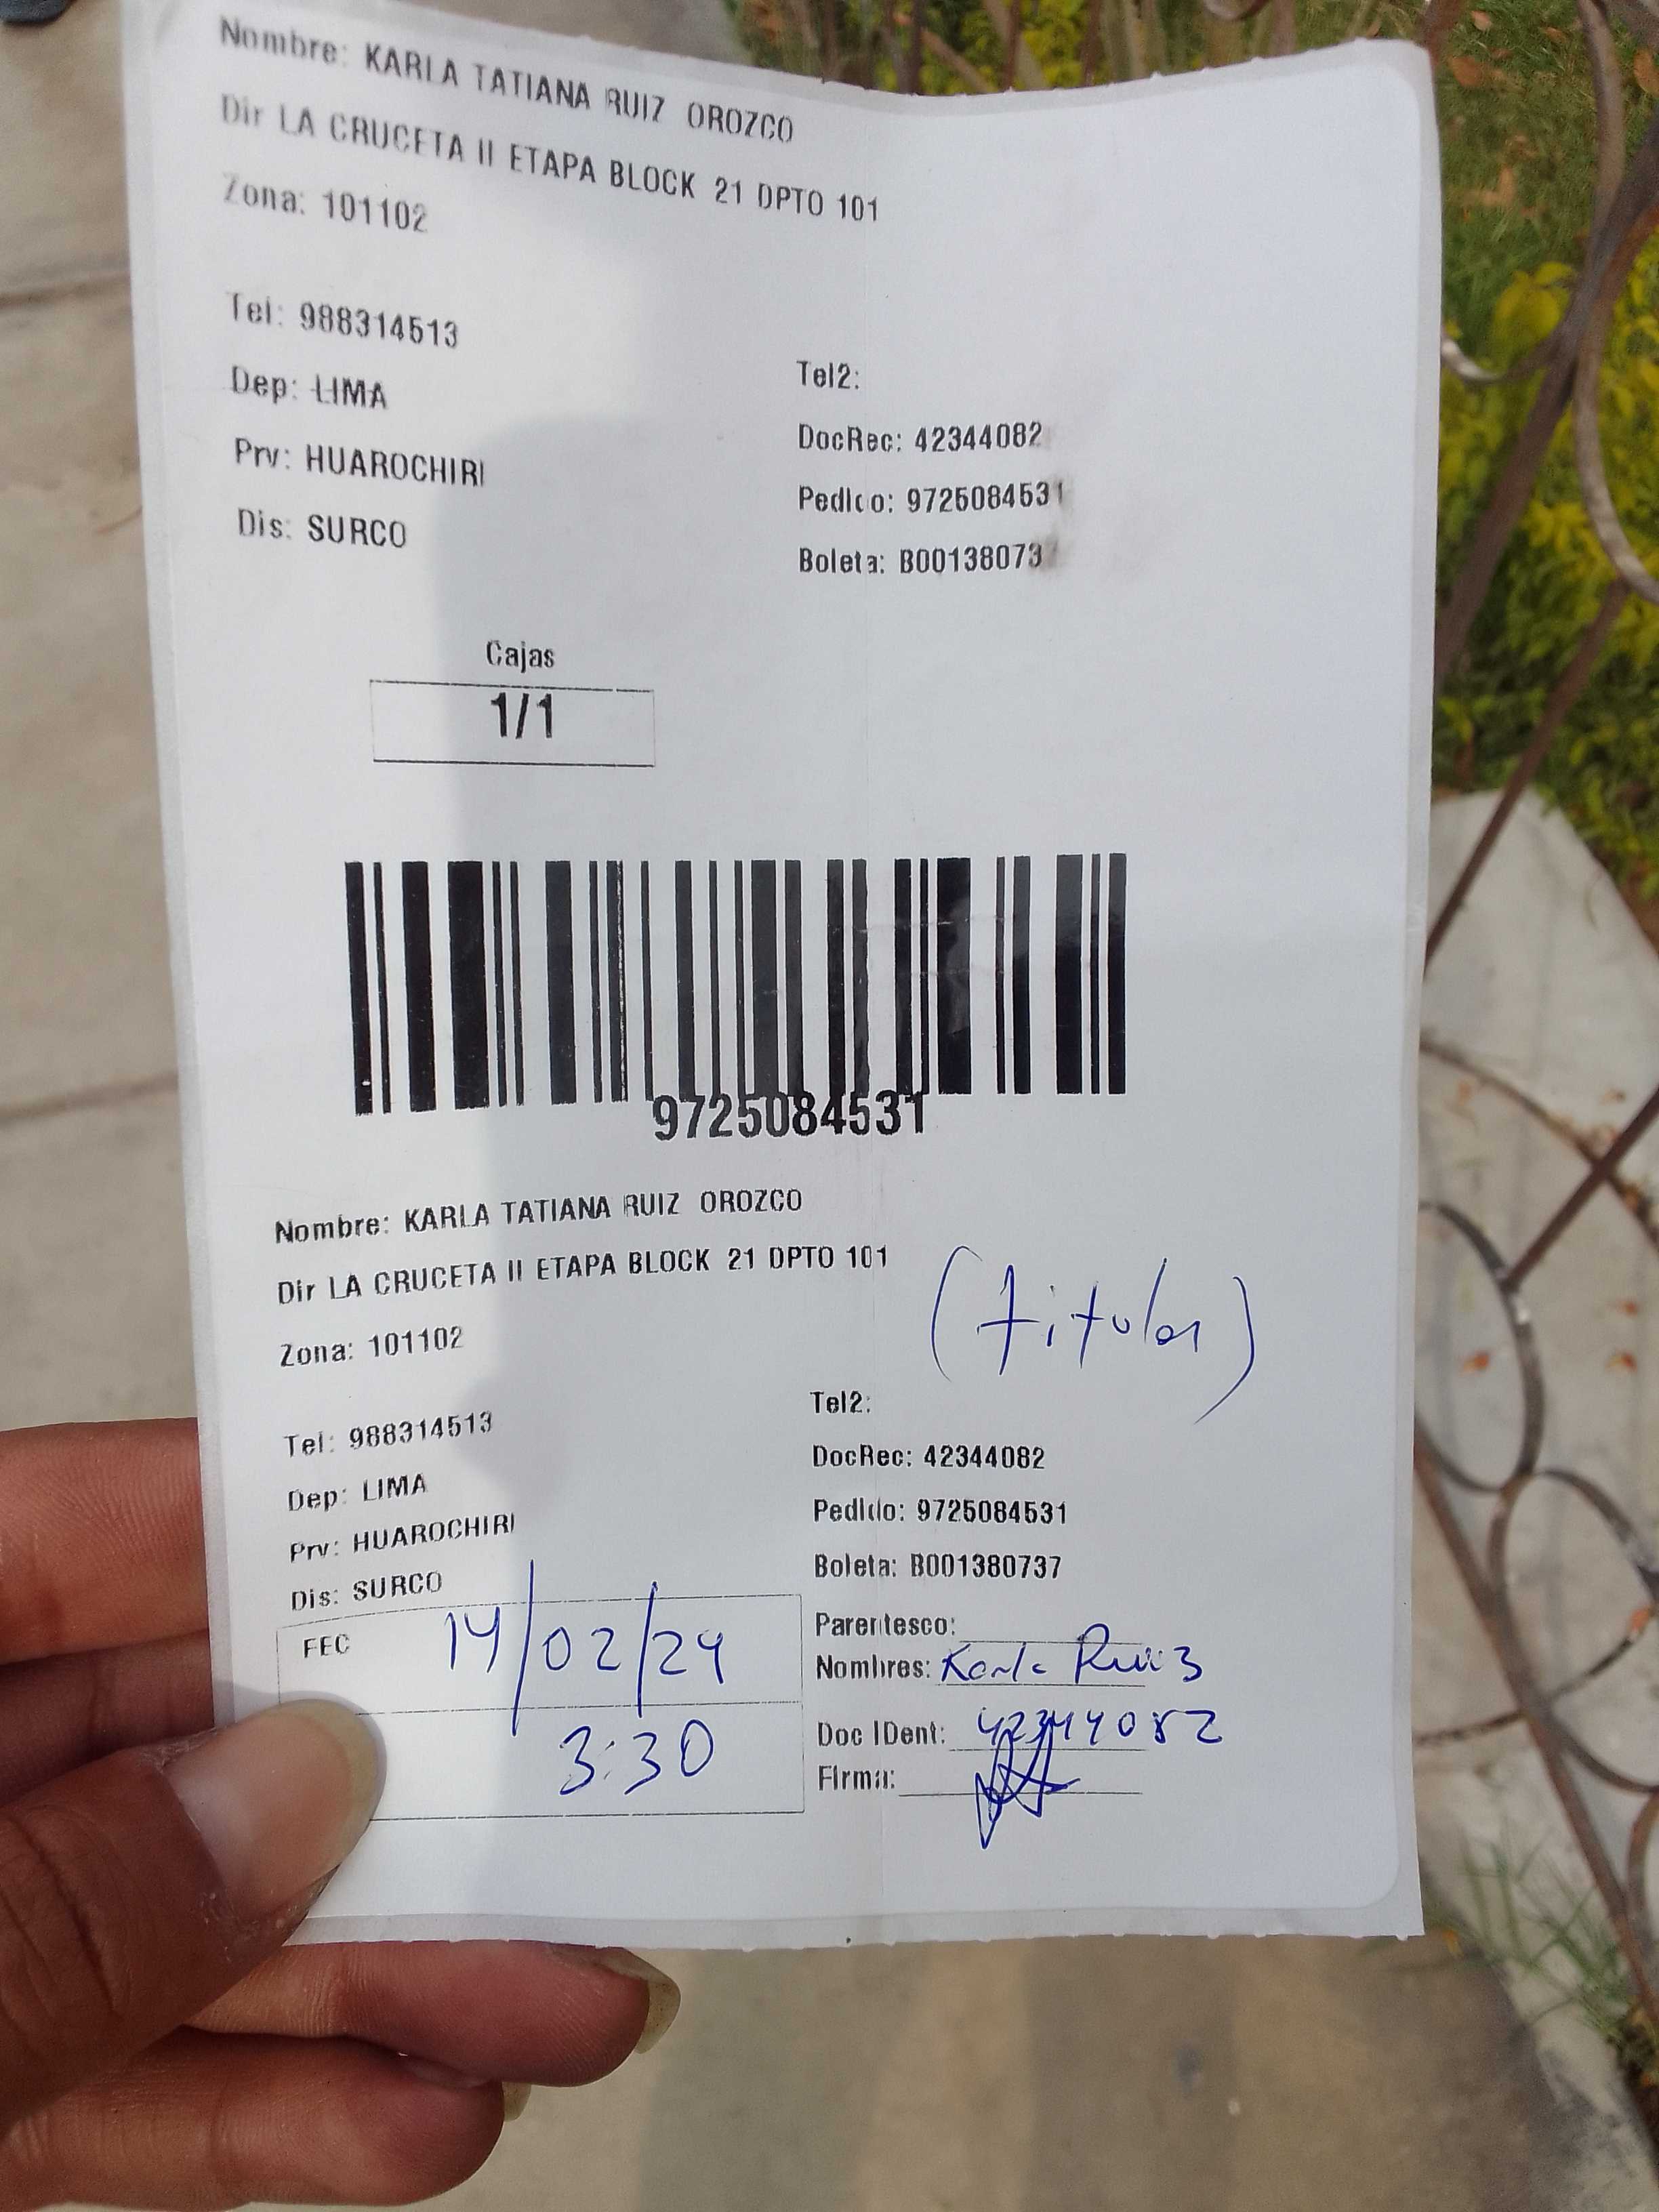 Nombre: KARLA TATIANA RUIZ OROZCO
Dir LA CRUCETA II ETAPA BLOCK 21 DPTO 101
Zona: 101102
Tel: 988314513
Tel2:
Dep: LIMA
DocRec: 42344082
Prv: HUAROCHIRI
Pedido: 9725084531
Dis: SURCO
Boleta: B001380737
Cajas
1/1
9725084531
Nombre: KARLA TATIANA RUIZ OROZCO
Dir LA CRUCETA II ETAPA BLOCK 21 DPTO 101
(titular)
Zona: 101102
Tel: 988314513
Tel2:
Dep: LIMA
DocRec: 42344082
Prv: HUAROCHIRI
Pedido: 9725084531
Dis: SURCO
Boleta: B001380737
FEC 14/02/24
3:30
Parentesco:
Nombres: Karla Ruiz
Doc IDent: 42344082
Firma: